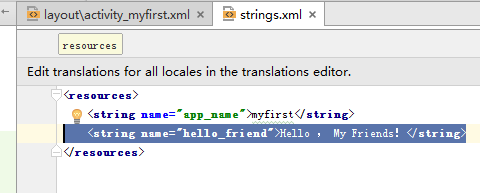 layout\activity_myfirst.xml strings.xml
resources
Edit translations for all locales in the translations editor.
<resources>
<string name="app_name">myfirst</string>
<string name="hello_friend">Hello ， My Friends! </string>
</resources>